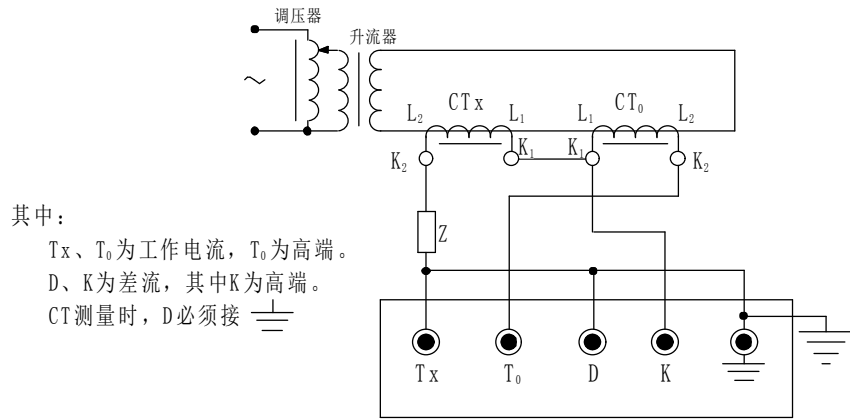 调压器
升流器
L₂ CTx L₁ L₁ CT₀ L₂
K₂ K₁ K₁ K₂
Z
其中:
Tx、T₀为工作电流,T₀为高端。
D、K为差流,其中K为高端。
CT测量时,D必须接
Tx T₀ D K